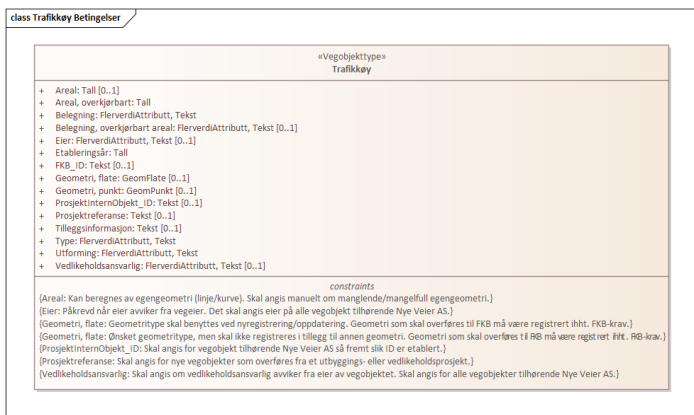 class Trafikkøy Betingelser
«Vegobjekttype»
Trafikkøy
+ Areal: Tall [0..1]
+ Areal, overkjørbart: Tall
+ Belegning: FlerverdiAttributt, Tekst
+ Belegning, overkjørbart areal: FlerverdiAttributt, Tekst [0..1]
+ Eier: FlerverdiAttributt, Tekst [0..1]
+ Etableringsår: Tall
+ FKB_ID: Tekst [0..1]
+ Geometri, flate: GeomFlate [0..1]
+ Geometri, punkt: GeomPunkt [0..1]
+ ProsjektInternObjekt_ID: Tekst [0..1]
+ Prosjektreferanse: Tekst [0..1]
+ Tilleggsinformasjon: Tekst [0..1]
+ Type: FlerverdiAttributt, Tekst
+ Utforming: FlerverdiAttributt, Tekst
+ Vedlikeholdsansvarlig: FlerverdiAttributt, Tekst [0..1]
constraints
{Areal: Kan beregnes av egengeometri (linje/kurve). Skal angis manuelt om manglende/mangelfull egengeometri.}
{Eier: Påkrevd når eier avviker fra vegeier. Det skal angis eier på alle vegobjekt tilhørende Nye Veier AS.}
{Geometri, flate: Geometritype skal benyttes ved nyregistrering/oppdatering. Geometri som skal overføres til FKB må være registrert ihht. FKB-krav.}
{Geometri, flate: Ønsket geometritype, men skal ikke registreres i tillegg til annen geometri. Geometri som skal overføres til FKB må være registrert ihht. FKB-krav.}
{ProsjektInternObjekt_ID: Skal angis for vegobjekt tilhørende Nye Veier AS så fremt slik ID er etablert.}
{Prosjektreferanse: Skal angis for nye vegobjekter som overføres fra et utbyggings- eller vedlikeholdsprosjekt.}
{Vedlikeholdsansvarlig: Skal angis om vedlikeholdsansvarlig avviker fra eier av vegobjektet. Skal angis for alle vegobjekter tilhørende Nye Veier AS.}